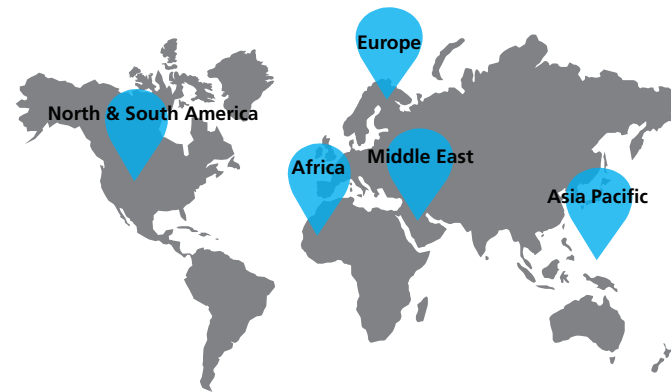 Europe
North & South America
Middle East
Africa
Asia Pacific